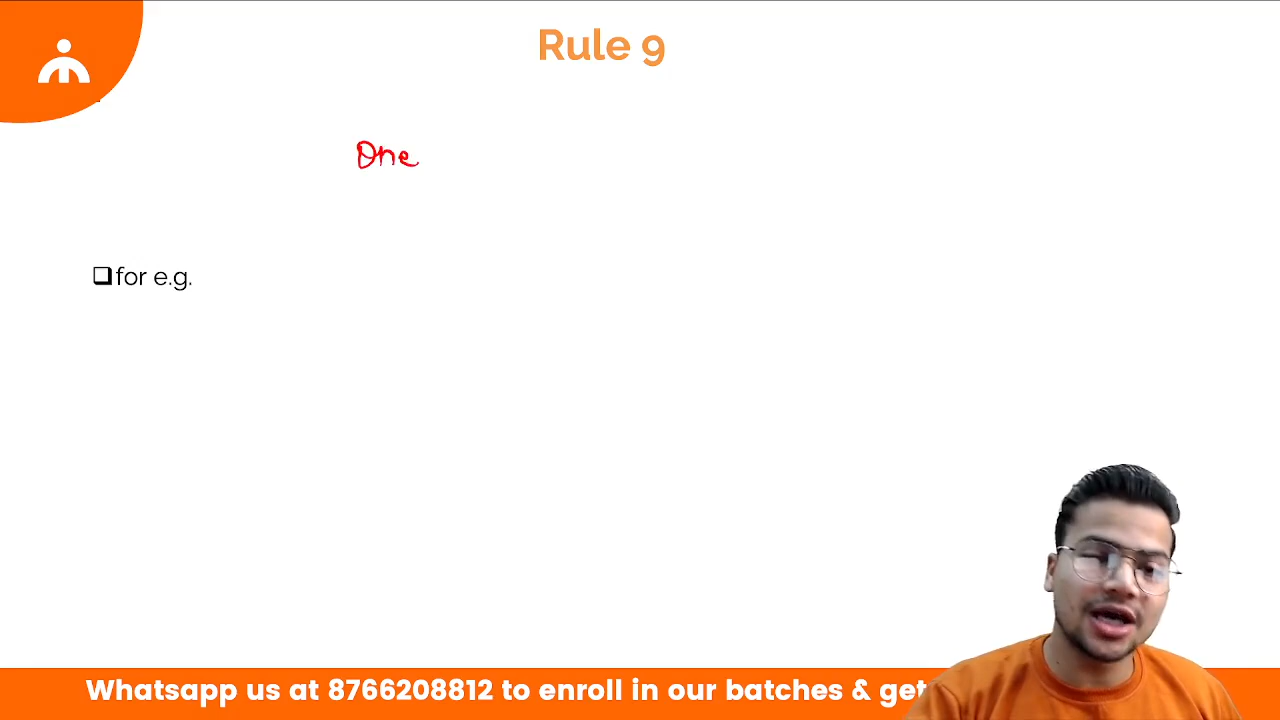 Rule 9
One
❑for e.g.
Whatsapp us at 8766208812 to enroll in our batches & get